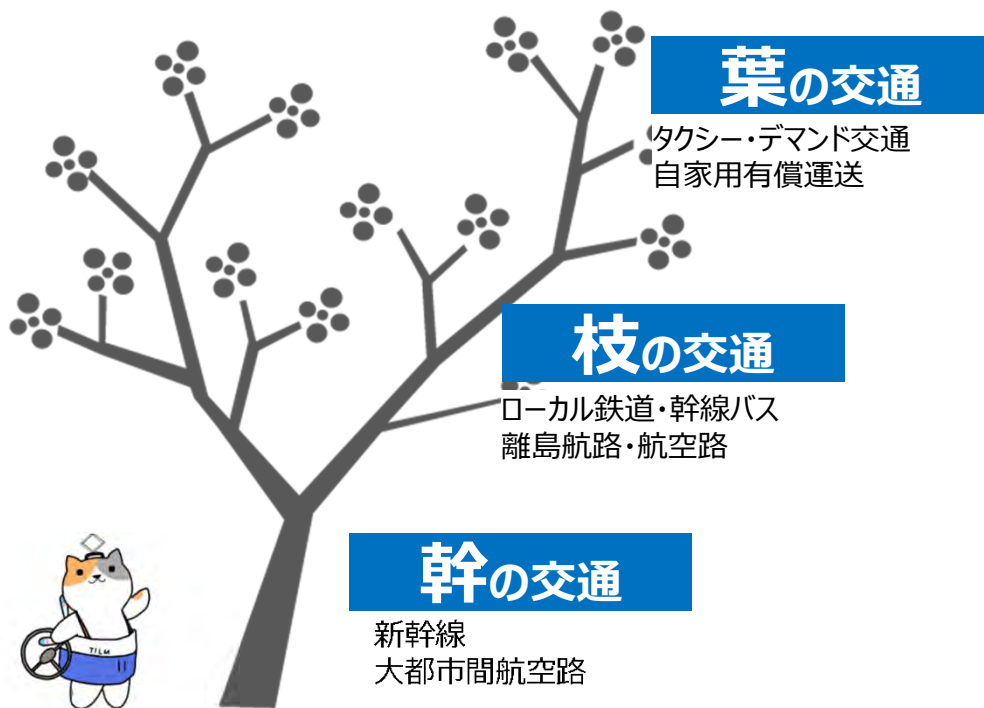 葉の交通
タクシー・デマンド交通
自家用有償運送
枝の交通
ローカル鉄道・幹線バス
離島航路・航空路
幹の交通
新幹線
大都市間航空路
TILM